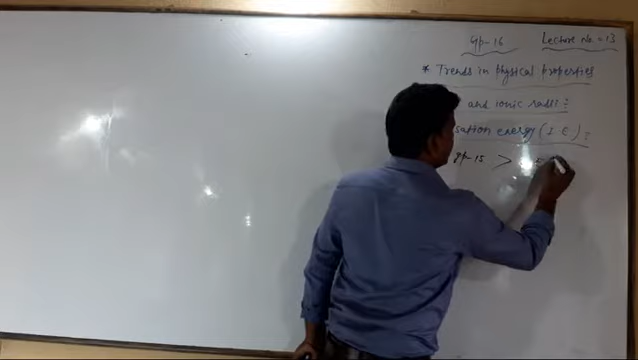 Gp-16 Lecture No. = 13
* Trends in physical properties
and ionic radii :
sation energy (I E) :
gp-15 >